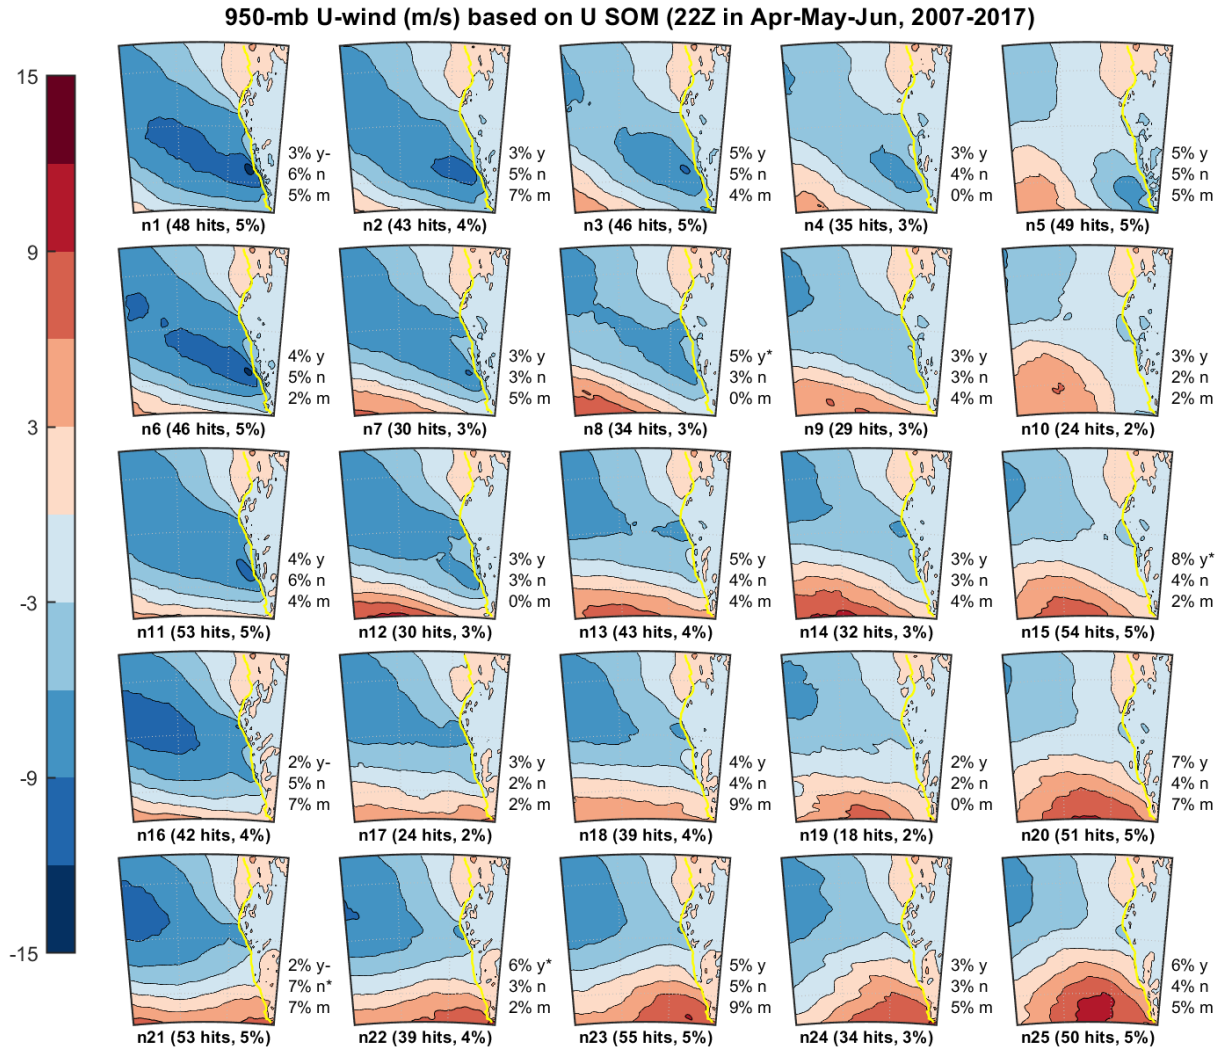 950-mb U-wind (m/s) based on U SOM (22Z in Apr-May-Jun, 2007-2017)
15
9
3
-3
-9
-15
3% y-
6% n
5% m
n1 (48 hits, 5%)
3% y
5% n
7% m
n2 (43 hits, 4%)
5% y
5% n
4% m
n3 (46 hits, 5%)
3% y
4% n
0% m
n4 (35 hits, 3%)
5% y
5% n
5% m
n5 (49 hits, 5%)
4% y
5% n
2% m
n6 (46 hits, 5%)
3% y
3% n
5% m
n7 (30 hits, 3%)
5% y*
3% n
0% m
n8 (34 hits, 3%)
3% y
3% n
4% m
n9 (29 hits, 3%)
3% y
2% n
2% m
n10 (24 hits, 2%)
4% y
6% n
4% m
n11 (53 hits, 5%)
3% y
3% n
0% m
n12 (30 hits, 3%)
5% y
4% n
4% m
n13 (43 hits, 4%)
3% y
3% n
4% m
n14 (32 hits, 3%)
8% y*
4% n
2% m
n15 (54 hits, 5%)
2% y-
5% n
7% m
n16 (42 hits, 4%)
3% y
2% n
2% m
n17 (24 hits, 2%)
4% y
4% n
9% m
n18 (39 hits, 4%)
2% y
2% n
0% m
n19 (18 hits, 2%)
7% y
4% n
7% m
n20 (51 hits, 5%)
2% y-
7% n*
7% m
n21 (53 hits, 5%)
6% y*
3% n
2% m
n22 (39 hits, 4%)
5% y
5% n
9% m
n23 (55 hits, 5%)
3% y
3% n
5% m
n24 (34 hits, 3%)
6% y
4% n
5% m
n25 (50 hits, 5%)